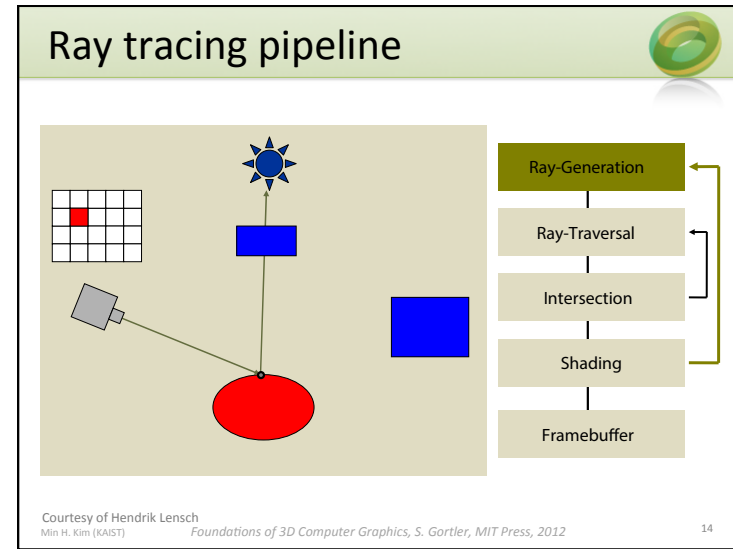 Ray tracing pipeline
Ray-Generation
Ray-Traversal
Intersection
Shading
Framebuffer
Courtesy of Hendrik Lensch
Min H. Kim (KAIST) Foundations of 3D Computer Graphics, S. Gortler, MIT Press, 2012 14